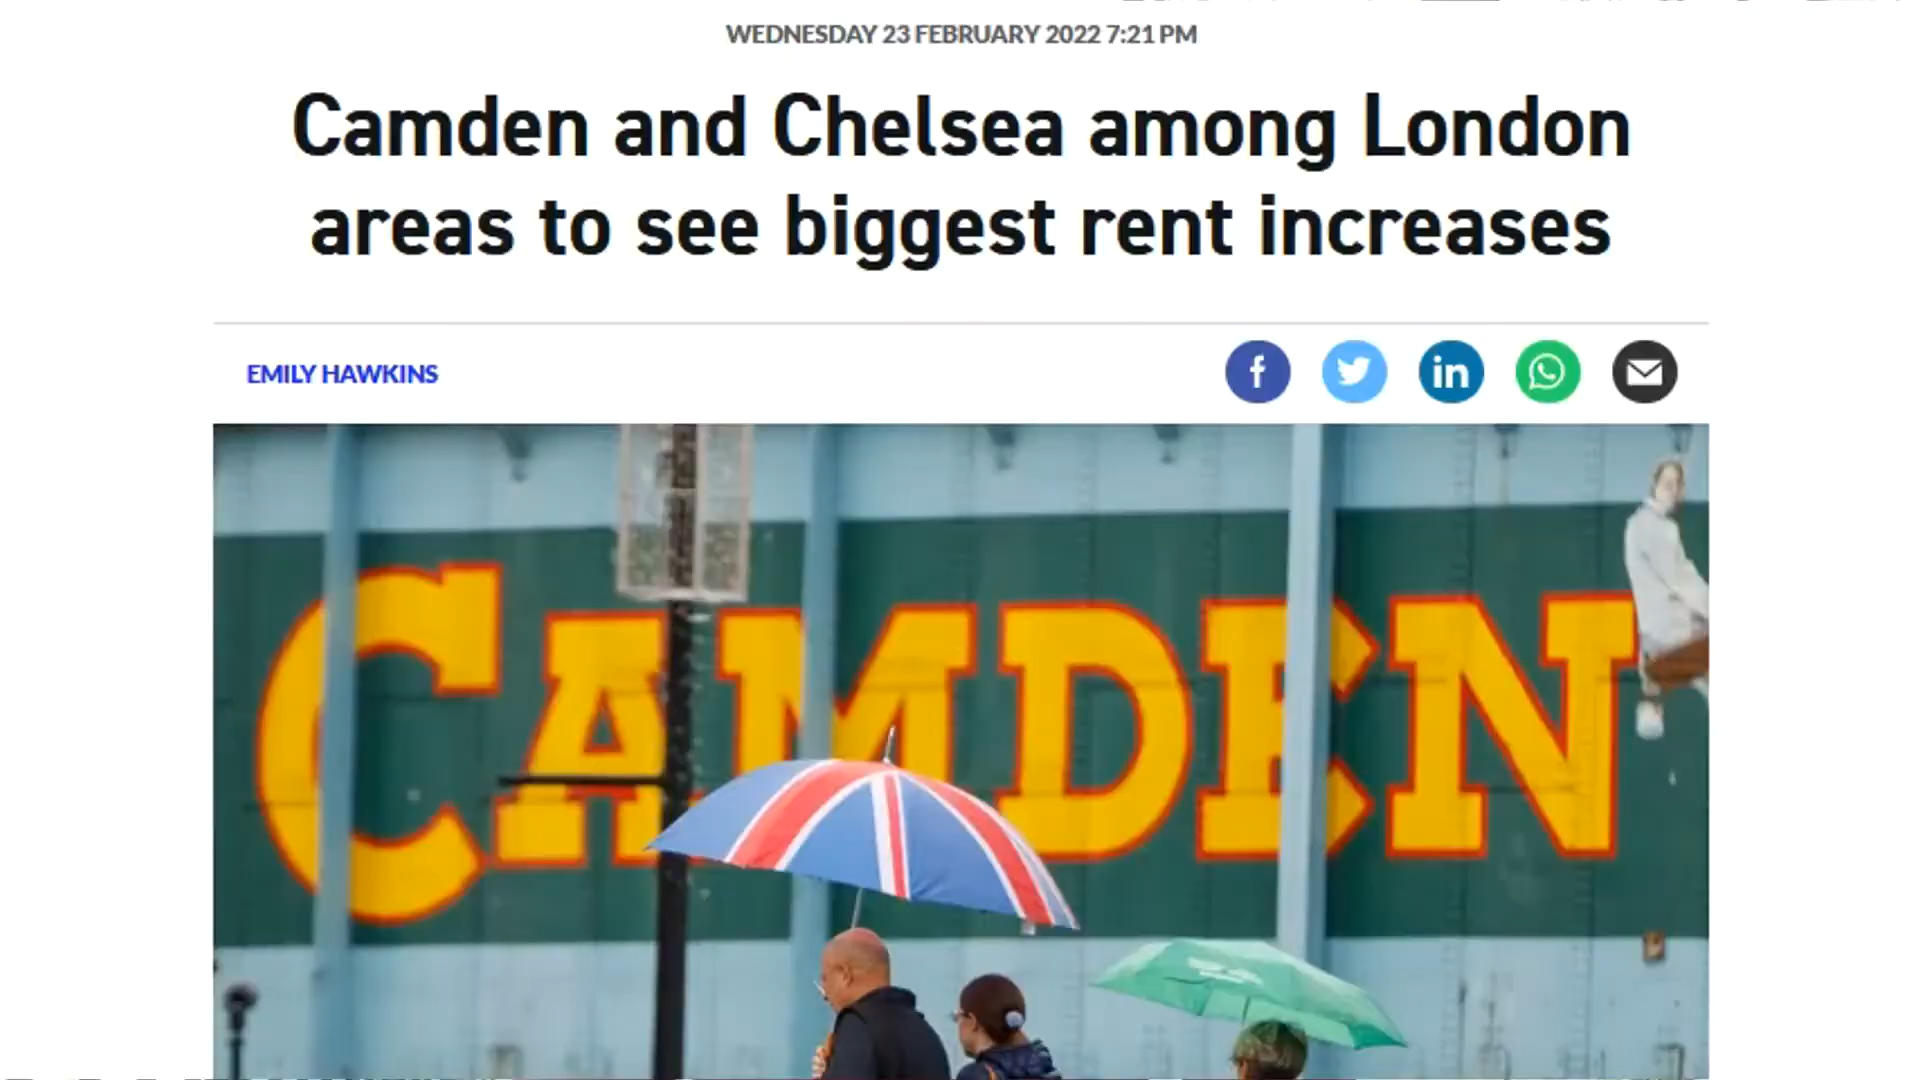 WEDNESDAY 23 FEBRUARY 2022 7:21 PM
Camden and Chelsea among London
areas to see biggest rent increases
EMILY HAWKINS
CAMDEN